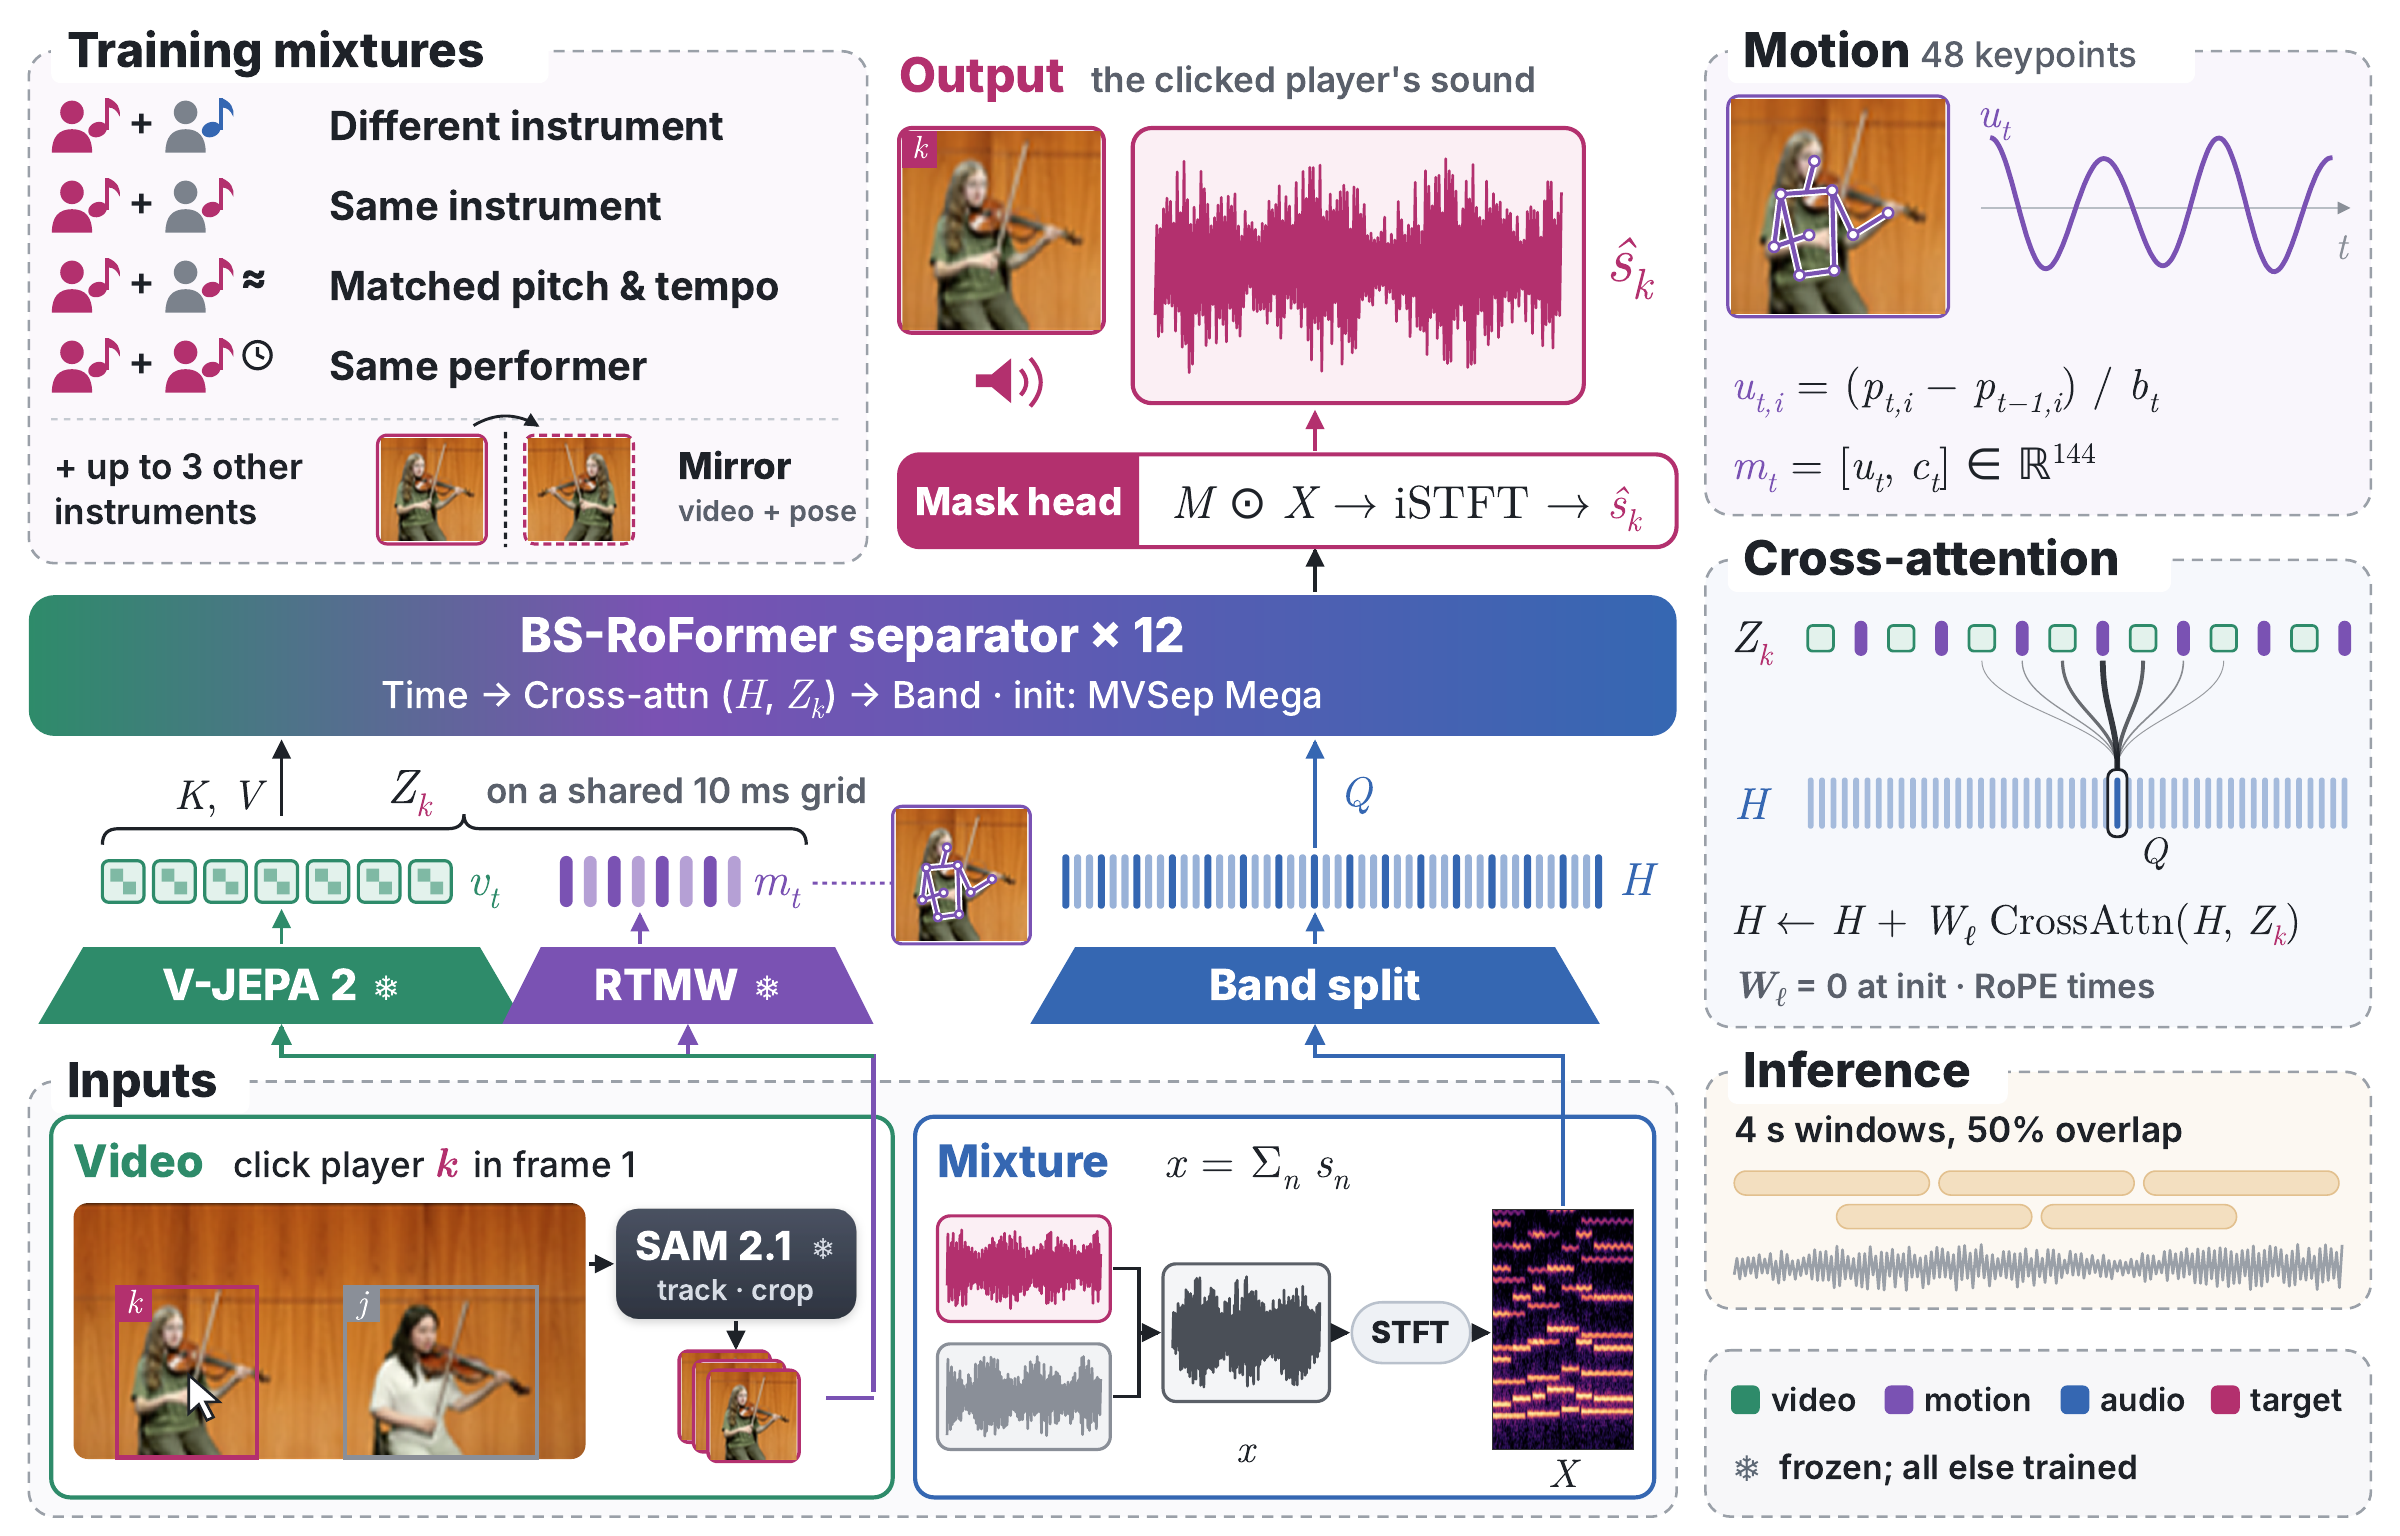 Training mixtures
+ Different instrument
+ Same instrument
+ ≈ Matched pitch & tempo
+ Same performer
+ up to 3 other
instruments
Mirror
video + pose
Output the clicked player's sound
k
ŝ_k
Mask head M ⊙ X → iSTFT → ŝ_k
Motion 48 keypoints
u_t
t
u_{t,i} = (p_{t,i} − p_{t−1,i}) / b_t
m_t = [u_t, c_t] ∈ ℝ^144
BS-RoFormer separator × 12
Time → Cross-attn (H, Z_k) → Band · init: MVSep Mega
K, V
Z_k on a shared 10 ms grid
Q
v_t
m_t
H
V-JEPA 2 ❄
RTMW ❄
Band split
Cross-attention
Z_k
H
Q
H ← H + W_ℓ CrossAttn(H, Z_k)
W_ℓ = 0 at init · RoPE times
Inputs
Video click player k in frame 1
k
j
SAM 2.1 ❄
track · crop
Mixture x = Σ_n s_n
x
STFT
X
Inference
4 s windows, 50% overlap
video motion audio target
❄ frozen; all else trained